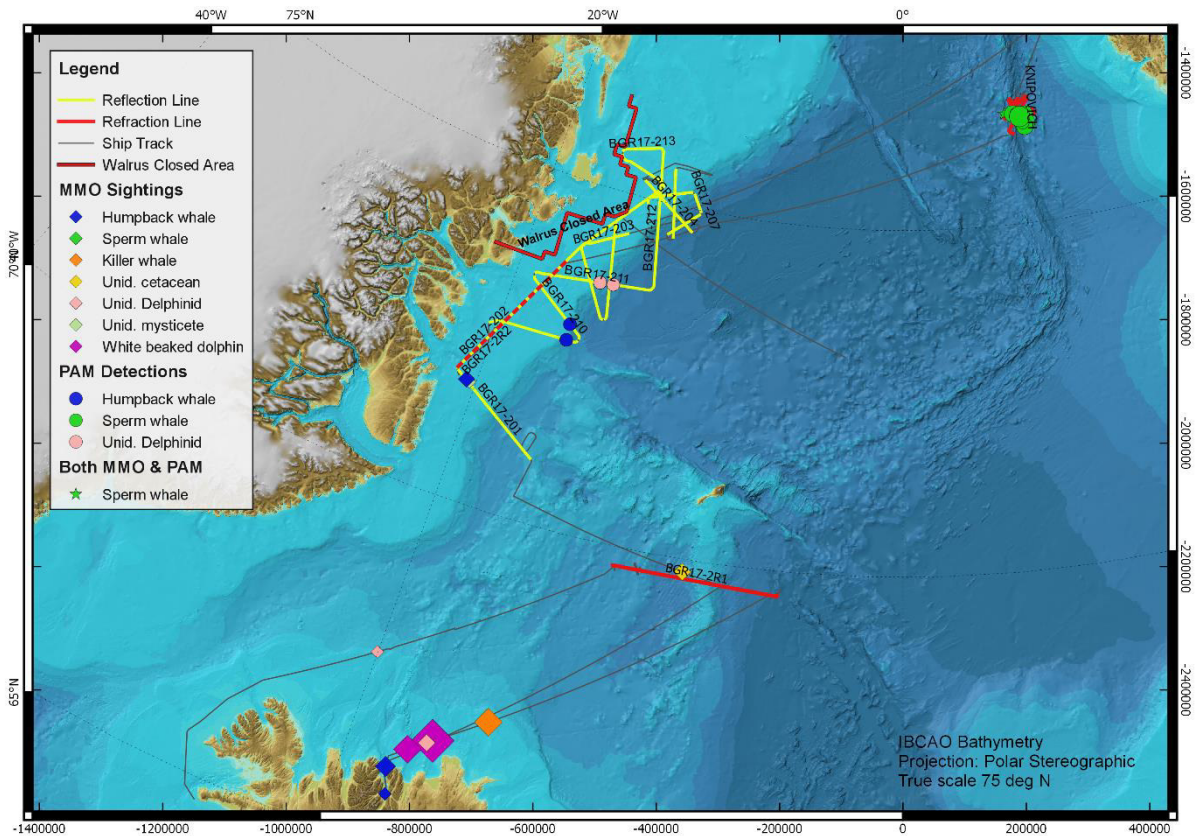 40°W
75°N
20°W
0°
Legend
Reflection Line
Refraction Line
Ship Track
Walrus Closed Area
MMO Sightings
Humpback whale
Sperm whale
Killer whale
Unid. cetacean
Unid. Delphinid
Unid. mysticete
White beaked dolphin
PAM Detections
Humpback whale
Sperm whale
Unid. Delphinid
Both MMO & PAM
Sperm whale
KNIPOVICH
BGR17-213
BGR17-204
BGR17-207
Walrus Closed Area
BGR17-203
BGR17-212
BGR17-211
BGR17-210
BGR17-202
BGR17-2R2
BGR17-201
BGR17-2R1
IBCAO Bathymetry
Projection: Polar Stereographic
True scale 75 deg N
65°N
-1400000
-1600000
-1800000
-2000000
-2200000
-2400000
-1400000
-1200000
-1000000
-800000
-600000
-400000
-200000
0
200000
400000